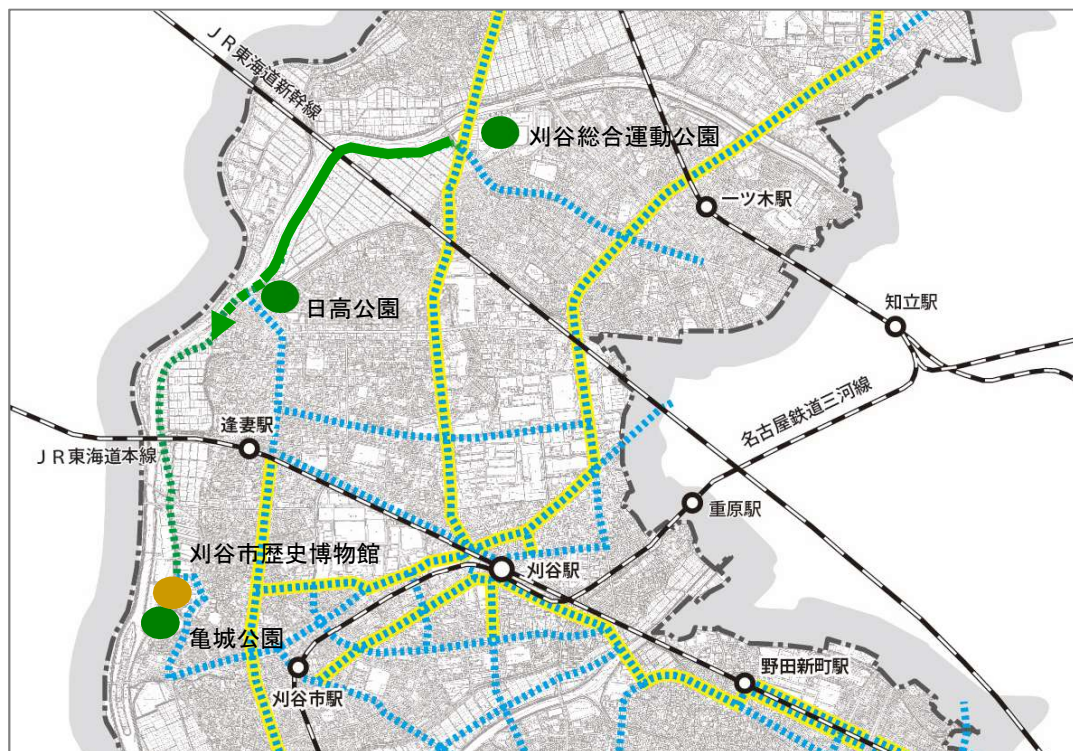 JR東海道新幹線
刈谷総合運動公園
一ツ木駅
日高公園
知立駅
名古屋鉄道三河線
逢妻駅
JR東海道本線
重原駅
刈谷市歴史博物館
刈谷駅
亀城公園
野田新町駅
刈谷市駅